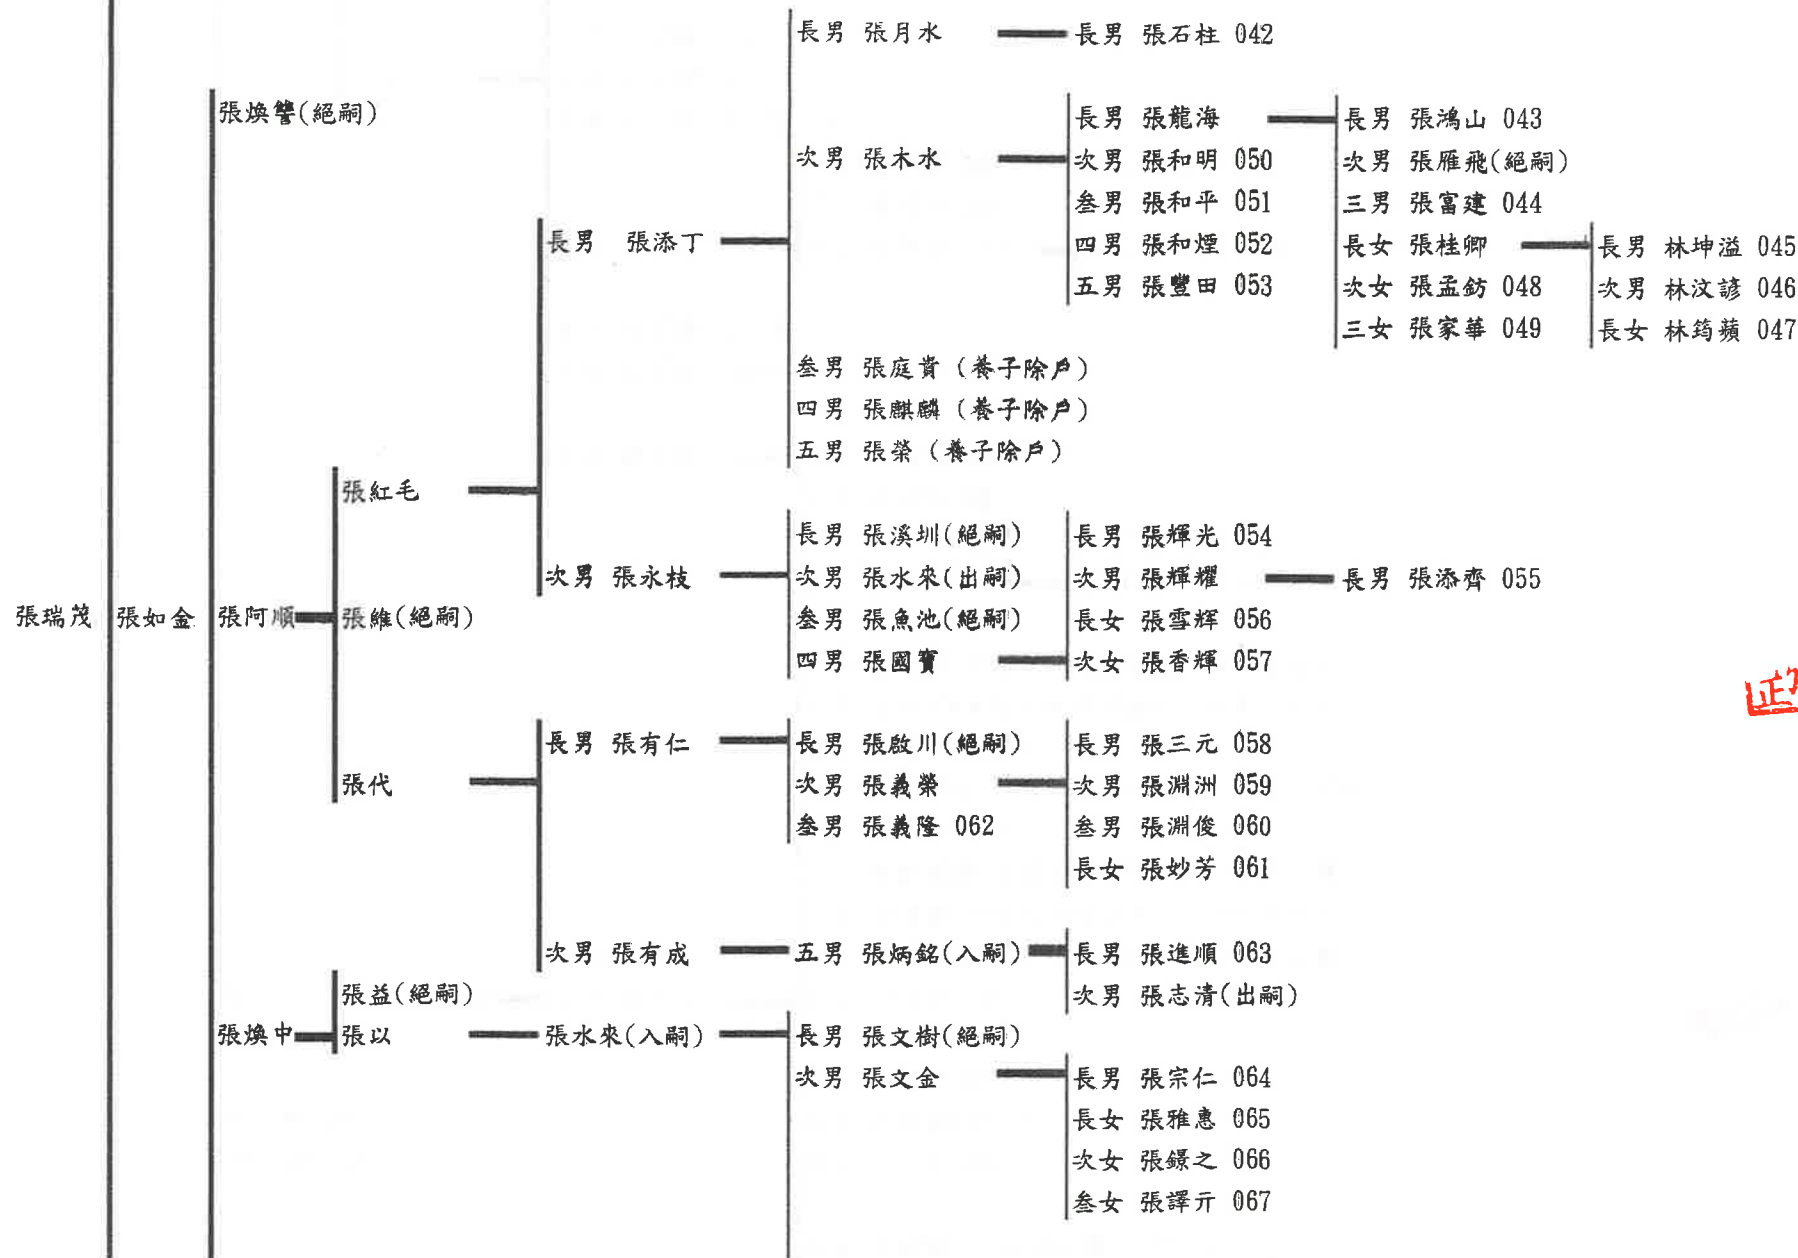 長男 張月水 長男 張石柱 042
張煥讐(絕嗣)
長男 張龍海 長男 張鴻山 043
次男 張木水 次男 張和明 050 次男 張雁飛(絕嗣)
叁男 張和平 051 三男 張富建 044
長男 張添丁 四男 張和煙 052 長女 張桂卿 長男 林坤溢 045
五男 張豐田 053 次女 張孟鈁 048 次男 林汶諺 046
三女 張家華 049 長女 林筠蘋 047
叁男 張庭貴 (養子除戶)
四男 張麒麟 (養子除戶)
五男 張榮 (養子除戶)
張紅毛
長男 張溪圳(絕嗣) 長男 張輝光 054
次男 張永枝 次男 張水來(出嗣) 次男 張輝耀 長男 張添齊 055
張瑞茂 張如金 張阿順 張維(絕嗣) 叁男 張魚池(絕嗣) 長女 張雪辉 056
四男 張國寶 次女 張香輝 057
長男 張有仁 長男 張啟川(絕嗣) 長男 張三元 058
張代 次男 張義榮 次男 張淵洲 059
叁男 張義隆 062 叁男 張淵俊 060
長女 張妙芳 061
次男 張有成 五男 張炳銘(入嗣) 長男 張進順 063
張益(絕嗣) 次男 張志清(出嗣)
張煥中 張以 張水來(入嗣) 長男 張文樹(絕嗣)
次男 張文金 長男 張宗仁 064
長女 張雅惠 065
次女 張鐛之 066
叁女 張譯亓 067
正